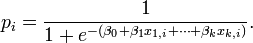 p_i = \frac{1}{1 + e^{-(\beta_0 + \beta_1 x_{1,i} + \cdots + \beta_k x_{k,i})}}.